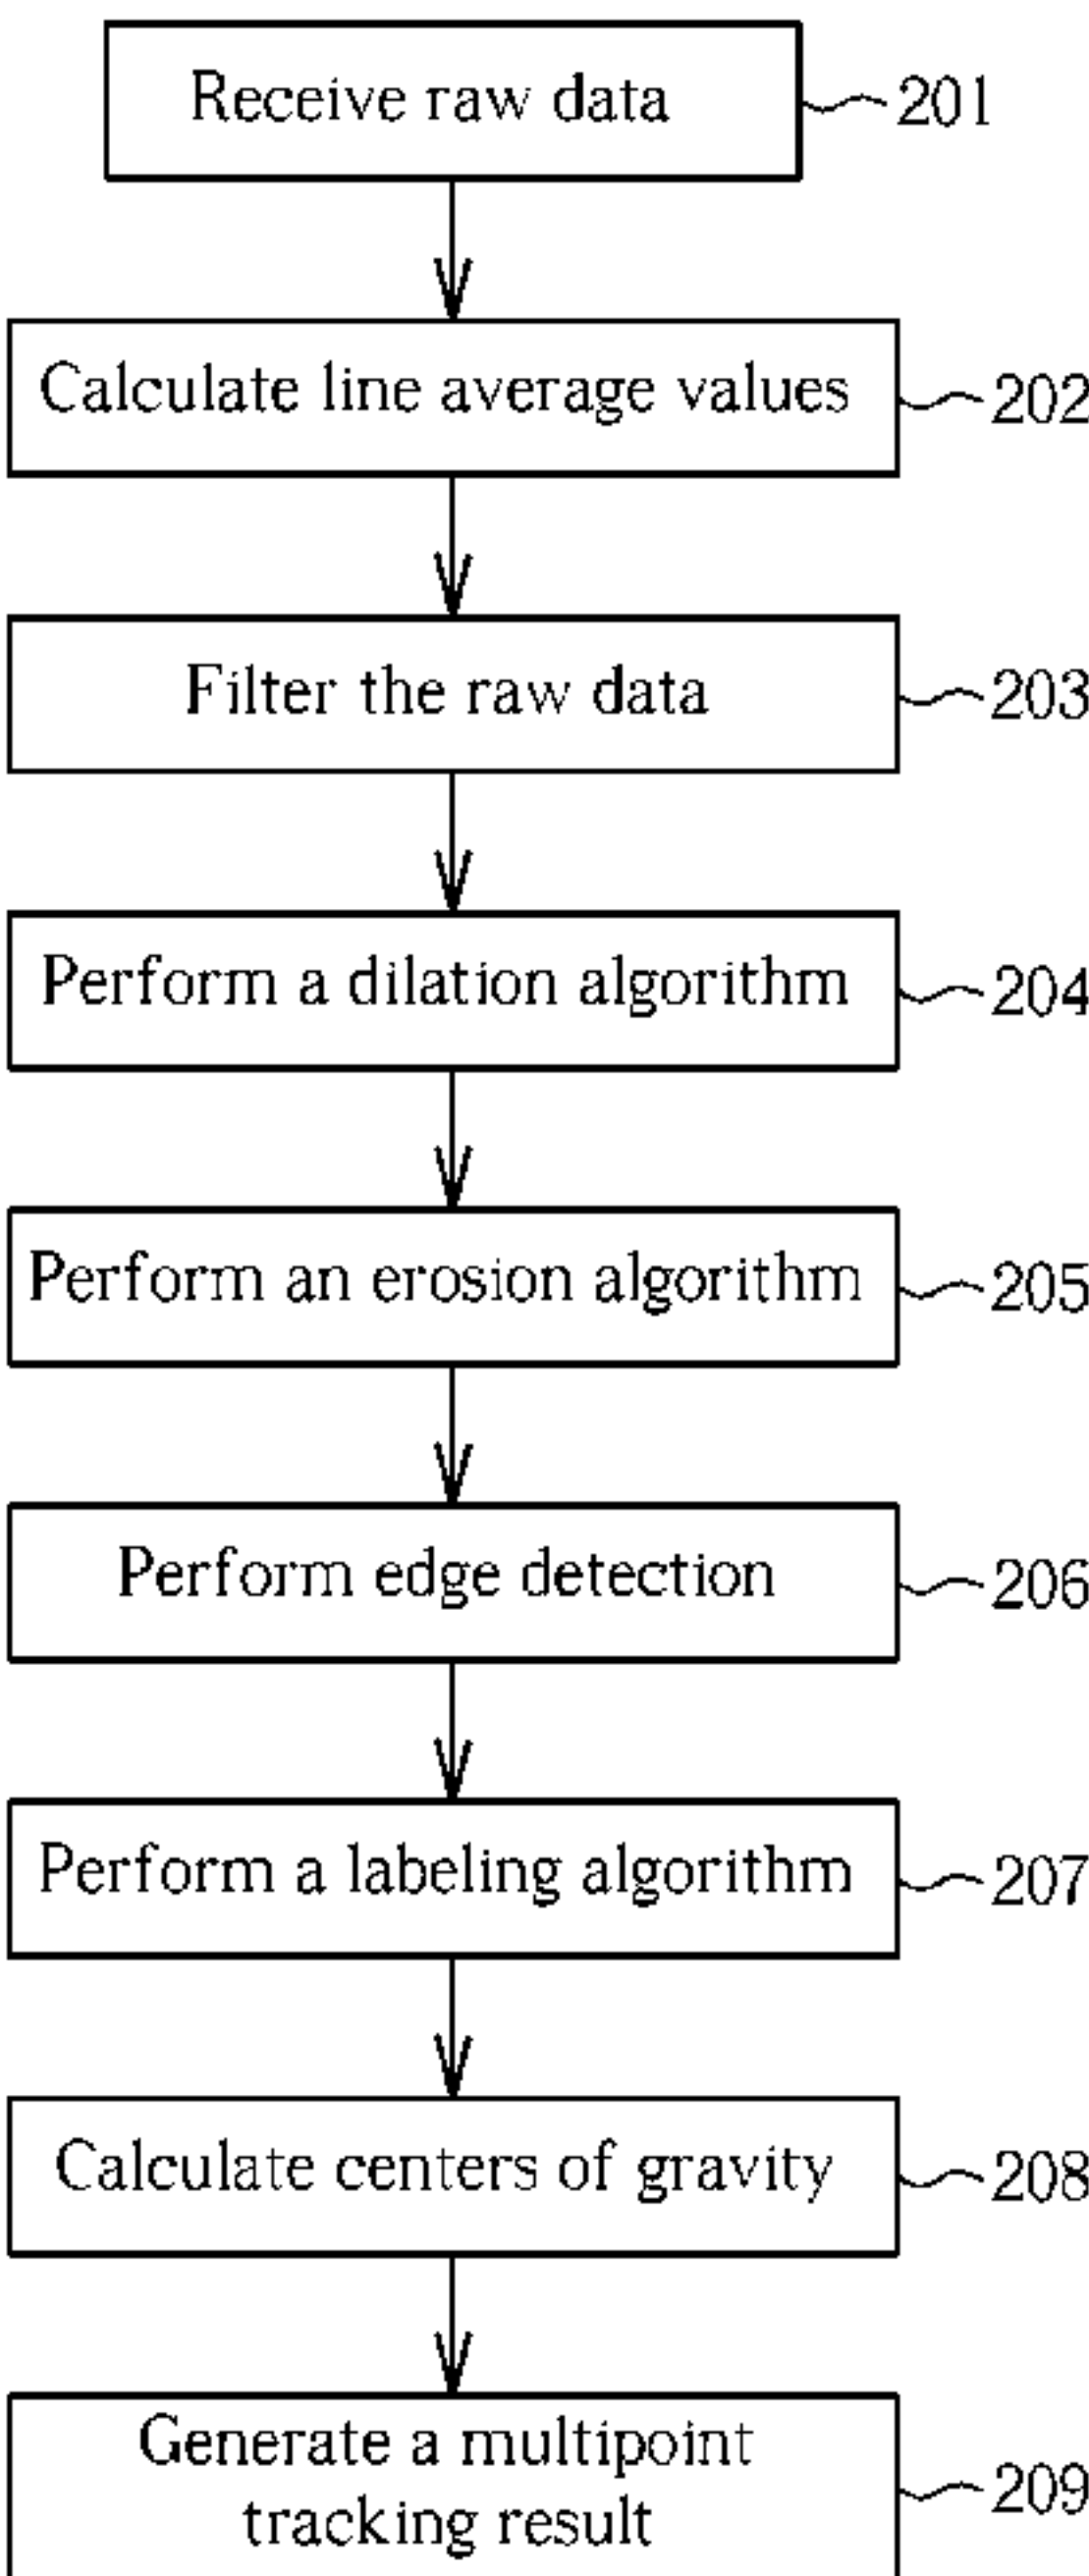 Receive raw data
201
Calculate line average values
202
Filter the raw data
203
Perform a dilation algorithm
204
Perform an erosion algorithm
205
Perform edge detection
206
Perform a labeling algorithm
207
Calculate centers of gravity
208
Generate a multipoint
tracking result
209